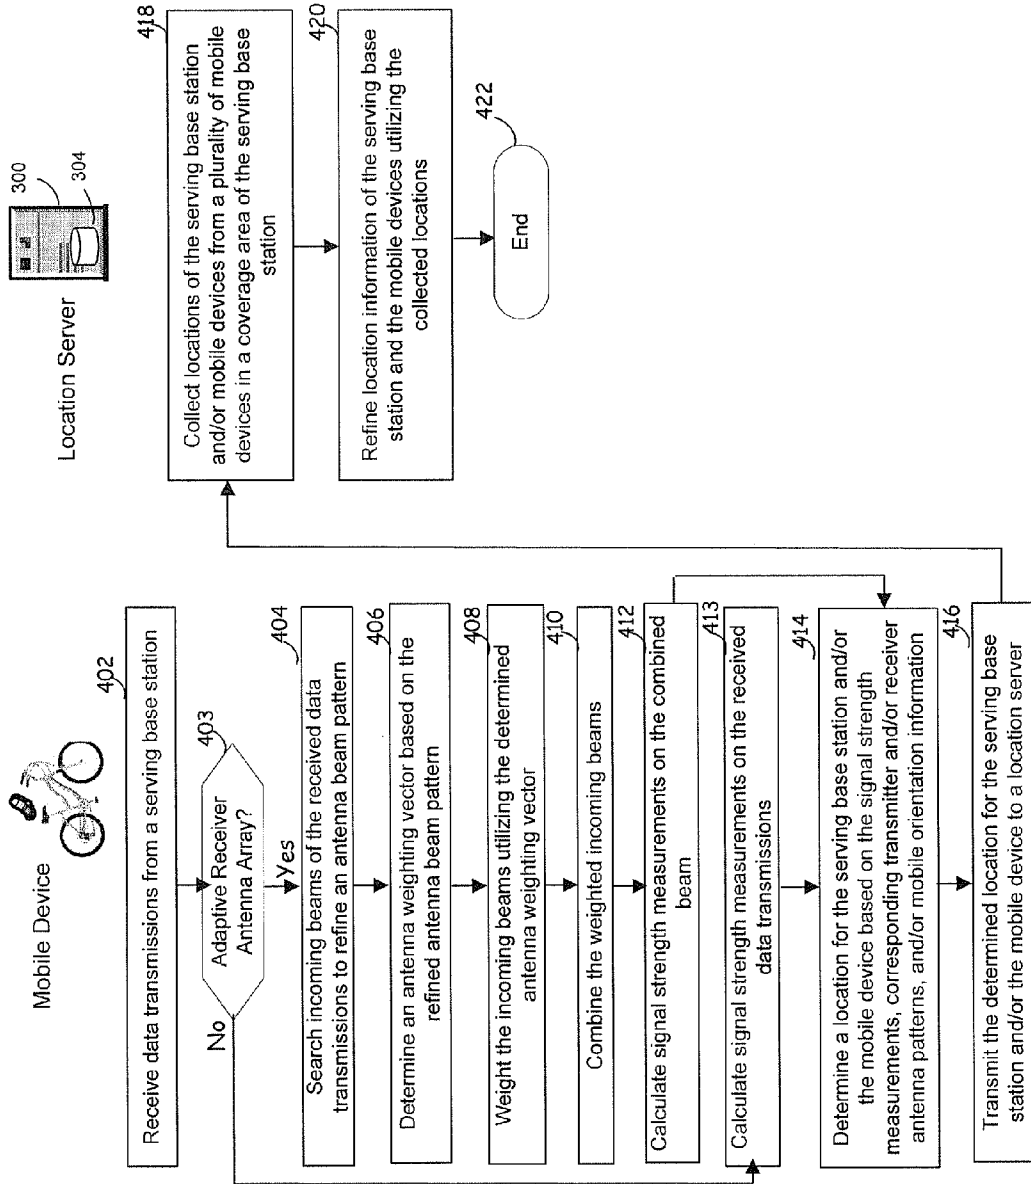 Mobile Device
402
Receive data transmissions from a serving base station
403
Adaptive Receiver
Antenna Array?
No
Yes
404
Search incoming beams of the received data
transmissions to refine an antenna beam pattern
406
Determine an antenna weighting vector based on the
refined antenna beam pattern
408
Weight the incoming beams utilizing the determined
antenna weighting vector
410
Combine the weighted incoming beams
412
Calculate signal strength measurements on the combined
beam
413
Calculate signal strength measurements on the received
data transmissions
414
Determine a location for the serving base station and/or
the mobile device based on the signal strength
measurements, corresponding transmitter and/or receiver
antenna patterns, and/or mobile orientation information
416
Transmit the determined location for the serving base
station and/or the mobile device to a location server
Location Server
300
304
418
Collect locations of the serving base station
and/or mobile devices from a plurality of mobile
devices in a coverage area of the serving base
station
420
Refine location information of the serving base
station and the mobile devices utilizing the
collected locations
422
End